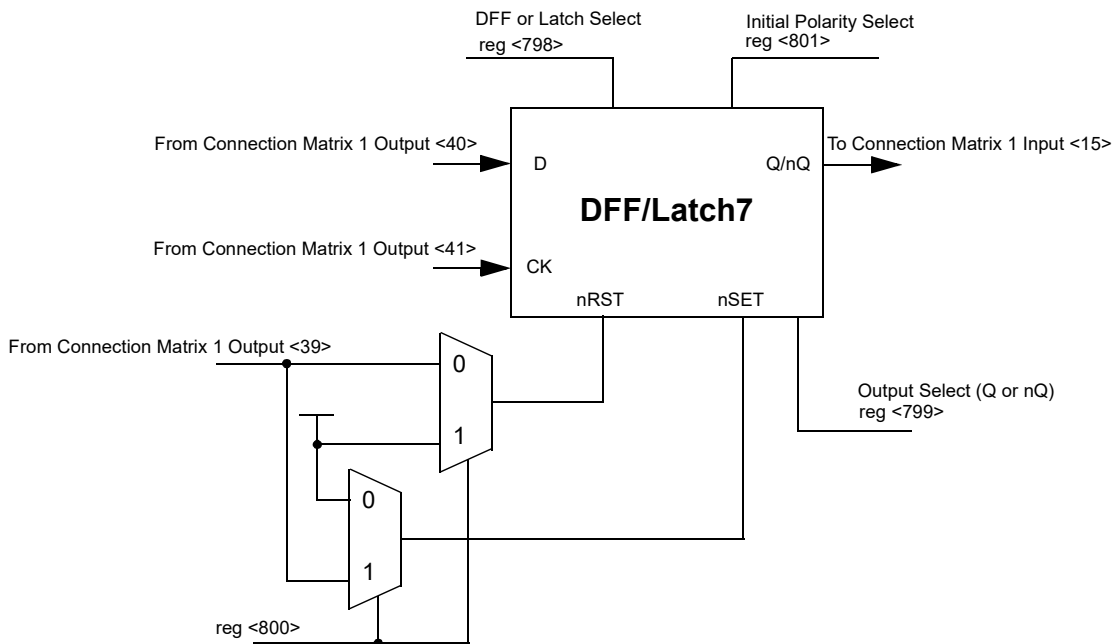 DFF or Latch Select
reg <798>
Initial Polarity Select
reg <801>
From Connection Matrix 1 Output <40>
D
Q/nQ
To Connection Matrix 1 Input <15>
DFF/Latch7
From Connection Matrix 1 Output <41>
CK
nRST
nSET
From Connection Matrix 1 Output <39>
0
1
Output Select (Q or nQ)
reg <799>
0
1
reg <800>